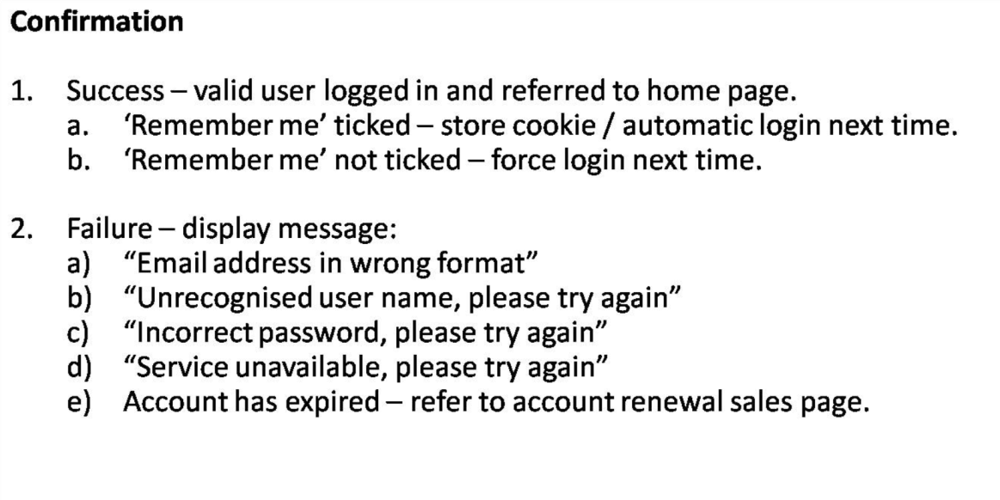 Confirmation
1. Success – valid user logged in and referred to home page.
a. ‘Remember me’ ticked – store cookie / automatic login next time.
b. ‘Remember me’ not ticked – force login next time.
2. Failure – display message:
a) “Email address in wrong format”
b) “Unrecognised user name, please try again”
c) “Incorrect password, please try again”
d) “Service unavailable, please try again”
e) Account has expired – refer to account renewal sales page.